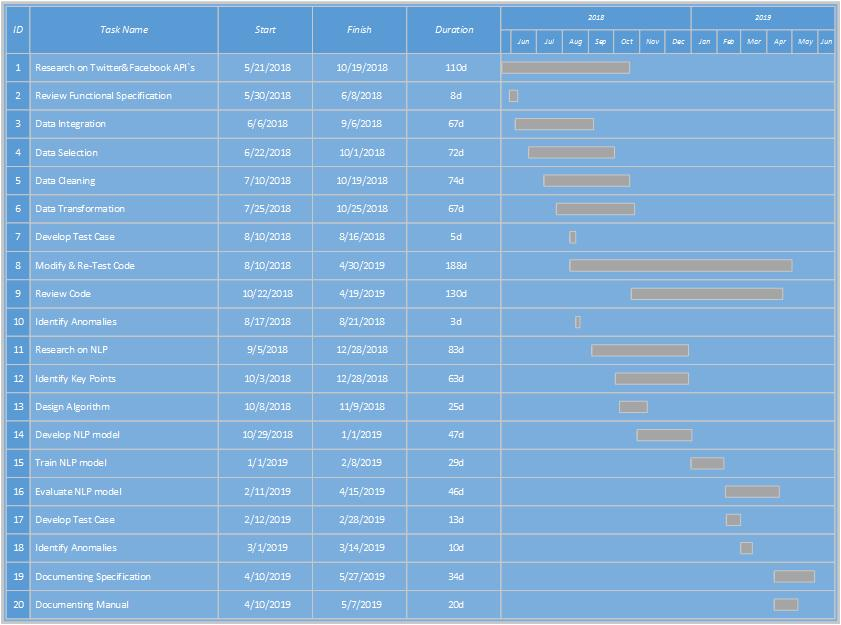 ID Task Name Start Finish Duration 2018 2019
Jun Jul Aug Sep Oct Nov Dec Jan Feb Mar Apr May Jun
1 Research on Twitter&Facebook API`s 5/21/2018 10/19/2018 110d
2 Review Functional Specification 5/30/2018 6/8/2018 8d
3 Data Integration 6/6/2018 9/6/2018 67d
4 Data Selection 6/22/2018 10/1/2018 72d
5 Data Cleaning 7/10/2018 10/19/2018 74d
6 Data Transformation 7/25/2018 10/25/2018 67d
7 Develop Test Case 8/10/2018 8/16/2018 5d
8 Modify & Re-Test Code 8/10/2018 4/30/2019 188d
9 Review Code 10/22/2018 4/19/2019 130d
10 Identify Anomalies 8/17/2018 8/21/2018 3d
11 Research on NLP 9/5/2018 12/28/2018 83d
12 Identify Key Points 10/3/2018 12/28/2018 63d
13 Design Algorithm 10/8/2018 11/9/2018 25d
14 Develop NLP model 10/29/2018 1/1/2019 47d
15 Train NLP model 1/1/2019 2/8/2019 29d
16 Evaluate NLP model 2/11/2019 4/15/2019 46d
17 Develop Test Case 2/12/2019 2/28/2019 13d
18 Identify Anomalies 3/1/2019 3/14/2019 10d
19 Documenting Specification 4/10/2019 5/27/2019 34d
20 Documenting Manual 4/10/2019 5/7/2019 20d